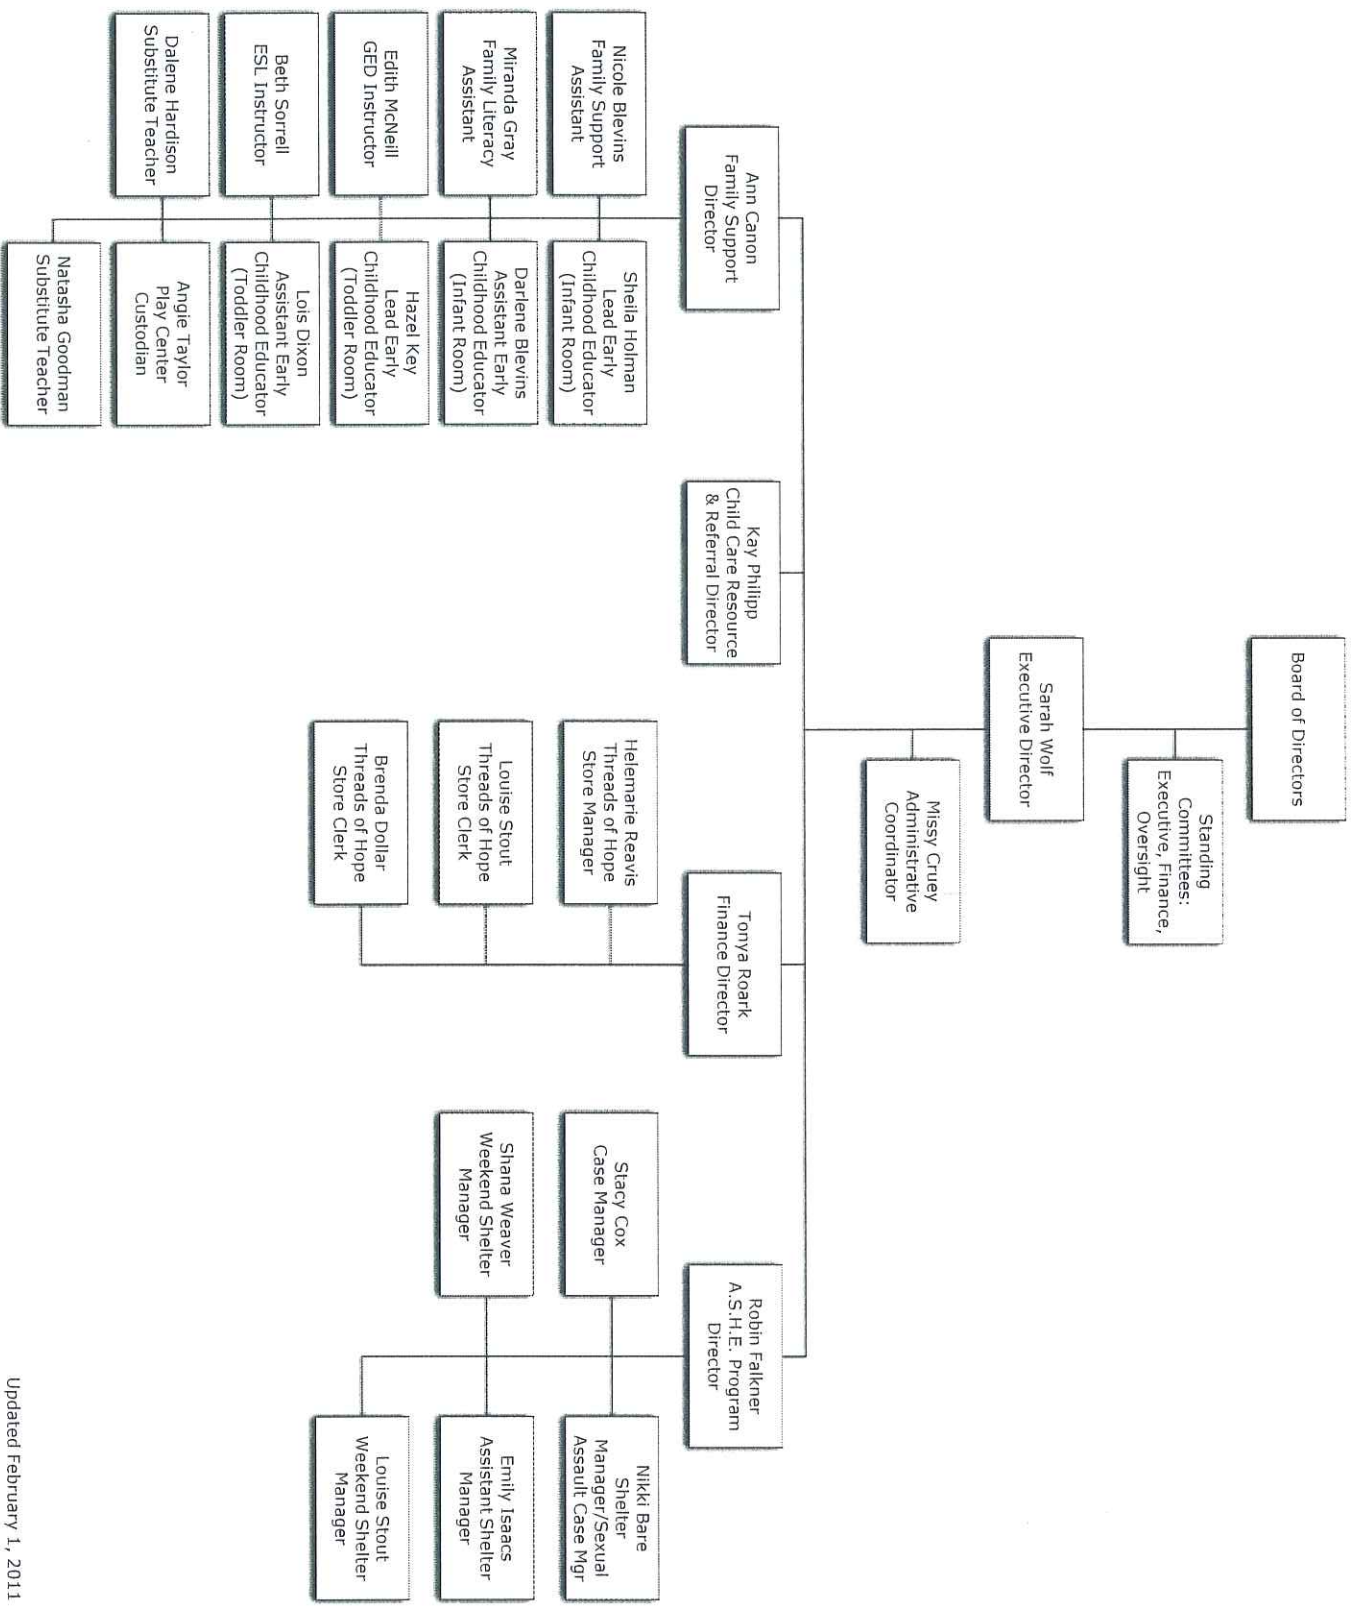 Board of Directors
Standing
Committees:
Executive, Finance,
Oversight
Sarah Wolf
Executive Director
Missy Cruey
Administrative
Coordinator
Ann Canon
Family Support
Director
Kay Philipp
Child Care Resource
& Referral Director
Tonya Roark
Finance Director
Robin Falkner
A.S.H.E. Program
Director
Nicole Blevins
Family Support
Assistant
Sheila Holman
Lead Early
Childhood Educator
(Infant Room)
Miranda Gray
Family Literacy
Assistant
Darlene Blevins
Assistant Early
Childhood Educator
(Infant Room)
Edith McNeill
GED Instructor
Hazel Key
Lead Early
Childhood Educator
(Toddler Room)
Beth Sorrell
ESL Instructor
Lois Dixon
Assistant Early
Childhood Educator
(Toddler Room)
Dalene Hardison
Substitute Teacher
Angie Taylor
Play Center
Custodian
Natasha Goodman
Substitute Teacher
Helemarie Reavis
Threads of Hope
Store Manager
Louise Stout
Threads of Hope
Store Clerk
Brenda Dollar
Threads of Hope
Store Clerk
Stacy Cox
Case Manager
Nikki Bare
Shelter
Manager/Sexual
Assault Case Mgr
Shana Weaver
Weekend Shelter
Manager
Emily Isaacs
Assistant Shelter
Manager
Louise Stout
Weekend Shelter
Manager
Updated February 1, 2011